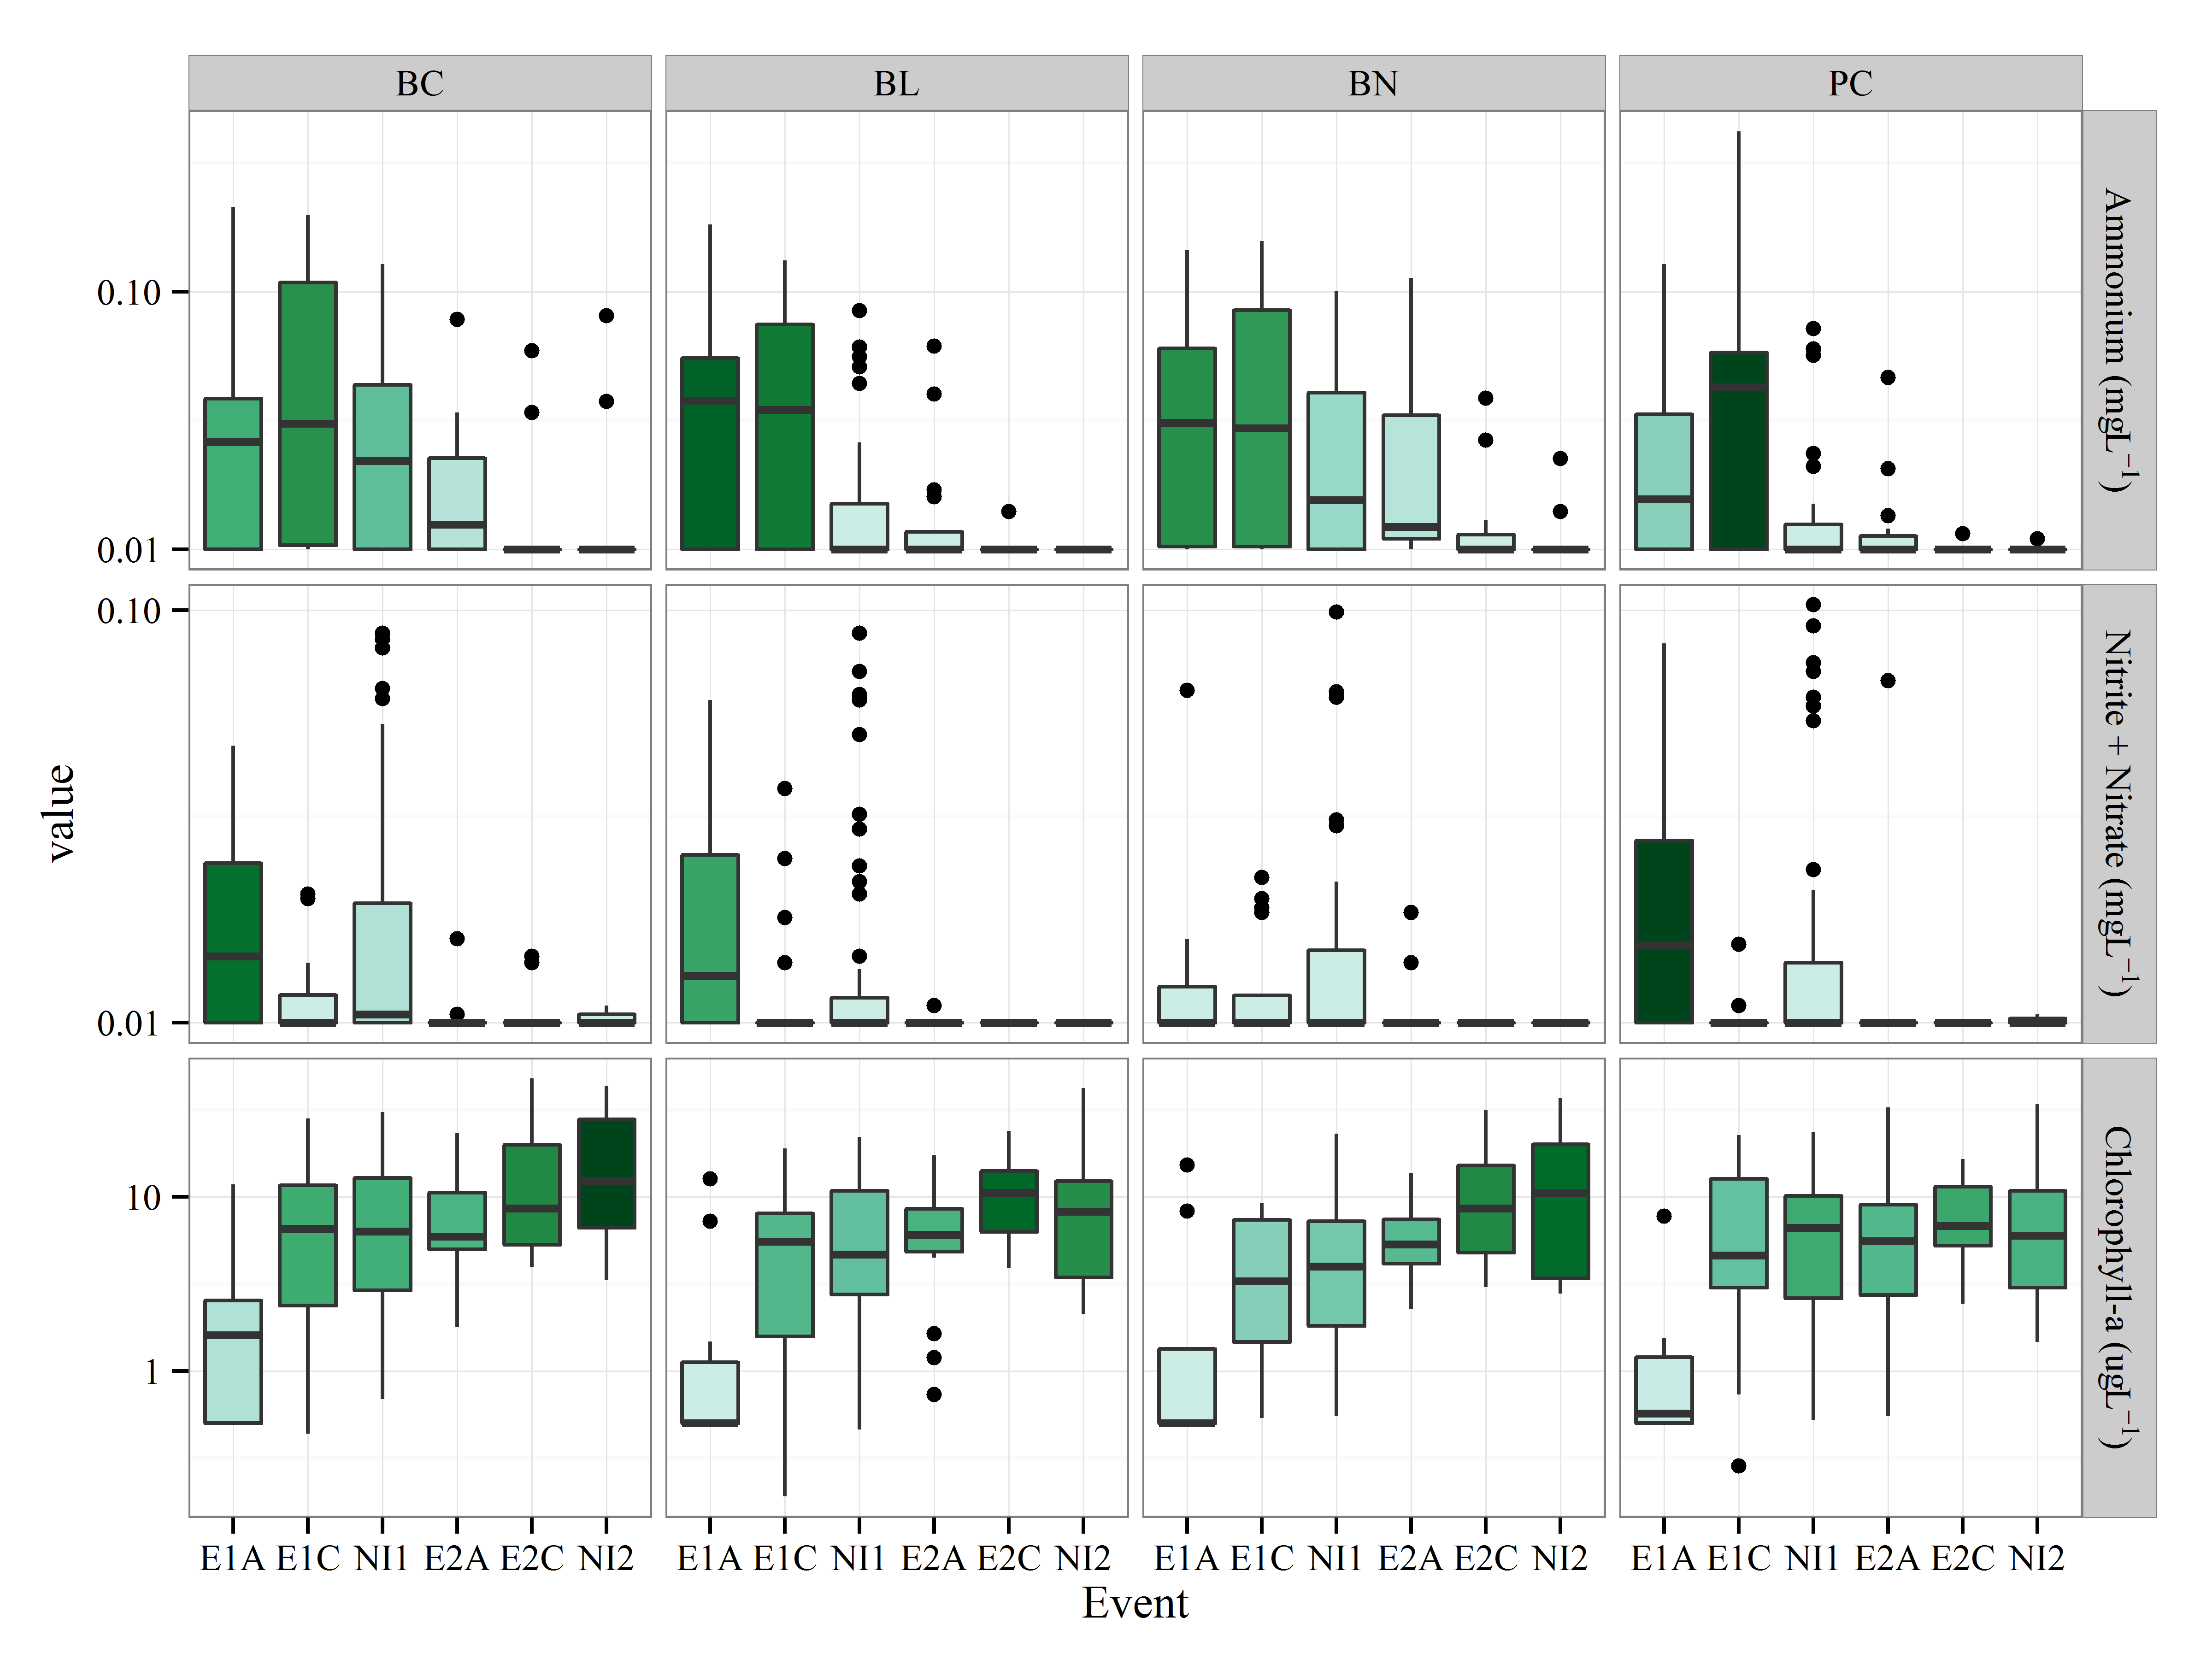 BC BL BN PC
0.10
0.01
Ammonium (mgL⁻¹)
0.10
0.01
Nitrite + Nitrate (mgL⁻¹)
10
1
Chlorophyll-a (ugL⁻¹)
value
E1A E1C NI1 E2A E2C NI2 E1A E1C NI1 E2A E2C NI2 E1A E1C NI1 E2A E2C NI2 E1A E1C NI1 E2A E2C NI2
Event